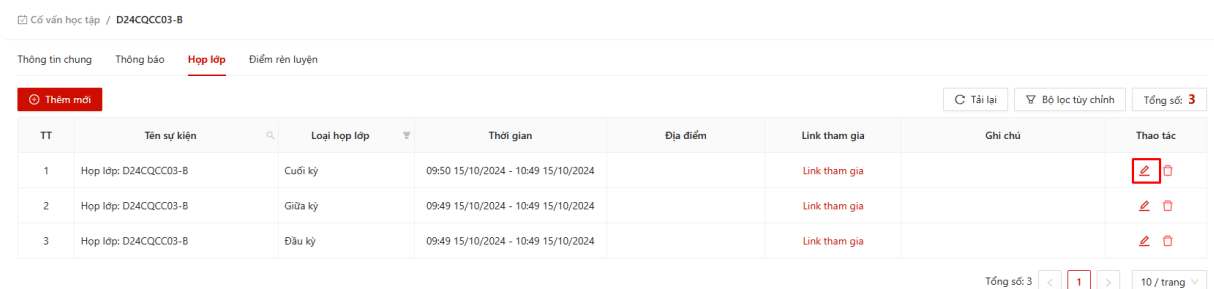 Cố vấn học tập / D24CQCC03-B
Thông tin chung Thông báo Họp lớp Điểm rèn luyện
Thêm mới Tải lại Bộ lọc tùy chỉnh Tổng số: 3
TT Tên sự kiện Loại họp lớp Thời gian Địa điểm Link tham gia Ghi chú Thao tác
1 Họp lớp: D24CQCC03-B Cuối kỳ 09:50 15/10/2024 - 10:49 15/10/2024 Link tham gia
2 Họp lớp: D24CQCC03-B Giữa kỳ 09:49 15/10/2024 - 10:49 15/10/2024 Link tham gia
3 Họp lớp: D24CQCC03-B Đầu kỳ 09:49 15/10/2024 - 10:49 15/10/2024 Link tham gia
Tổng số: 3 < 1 > 10 / trang